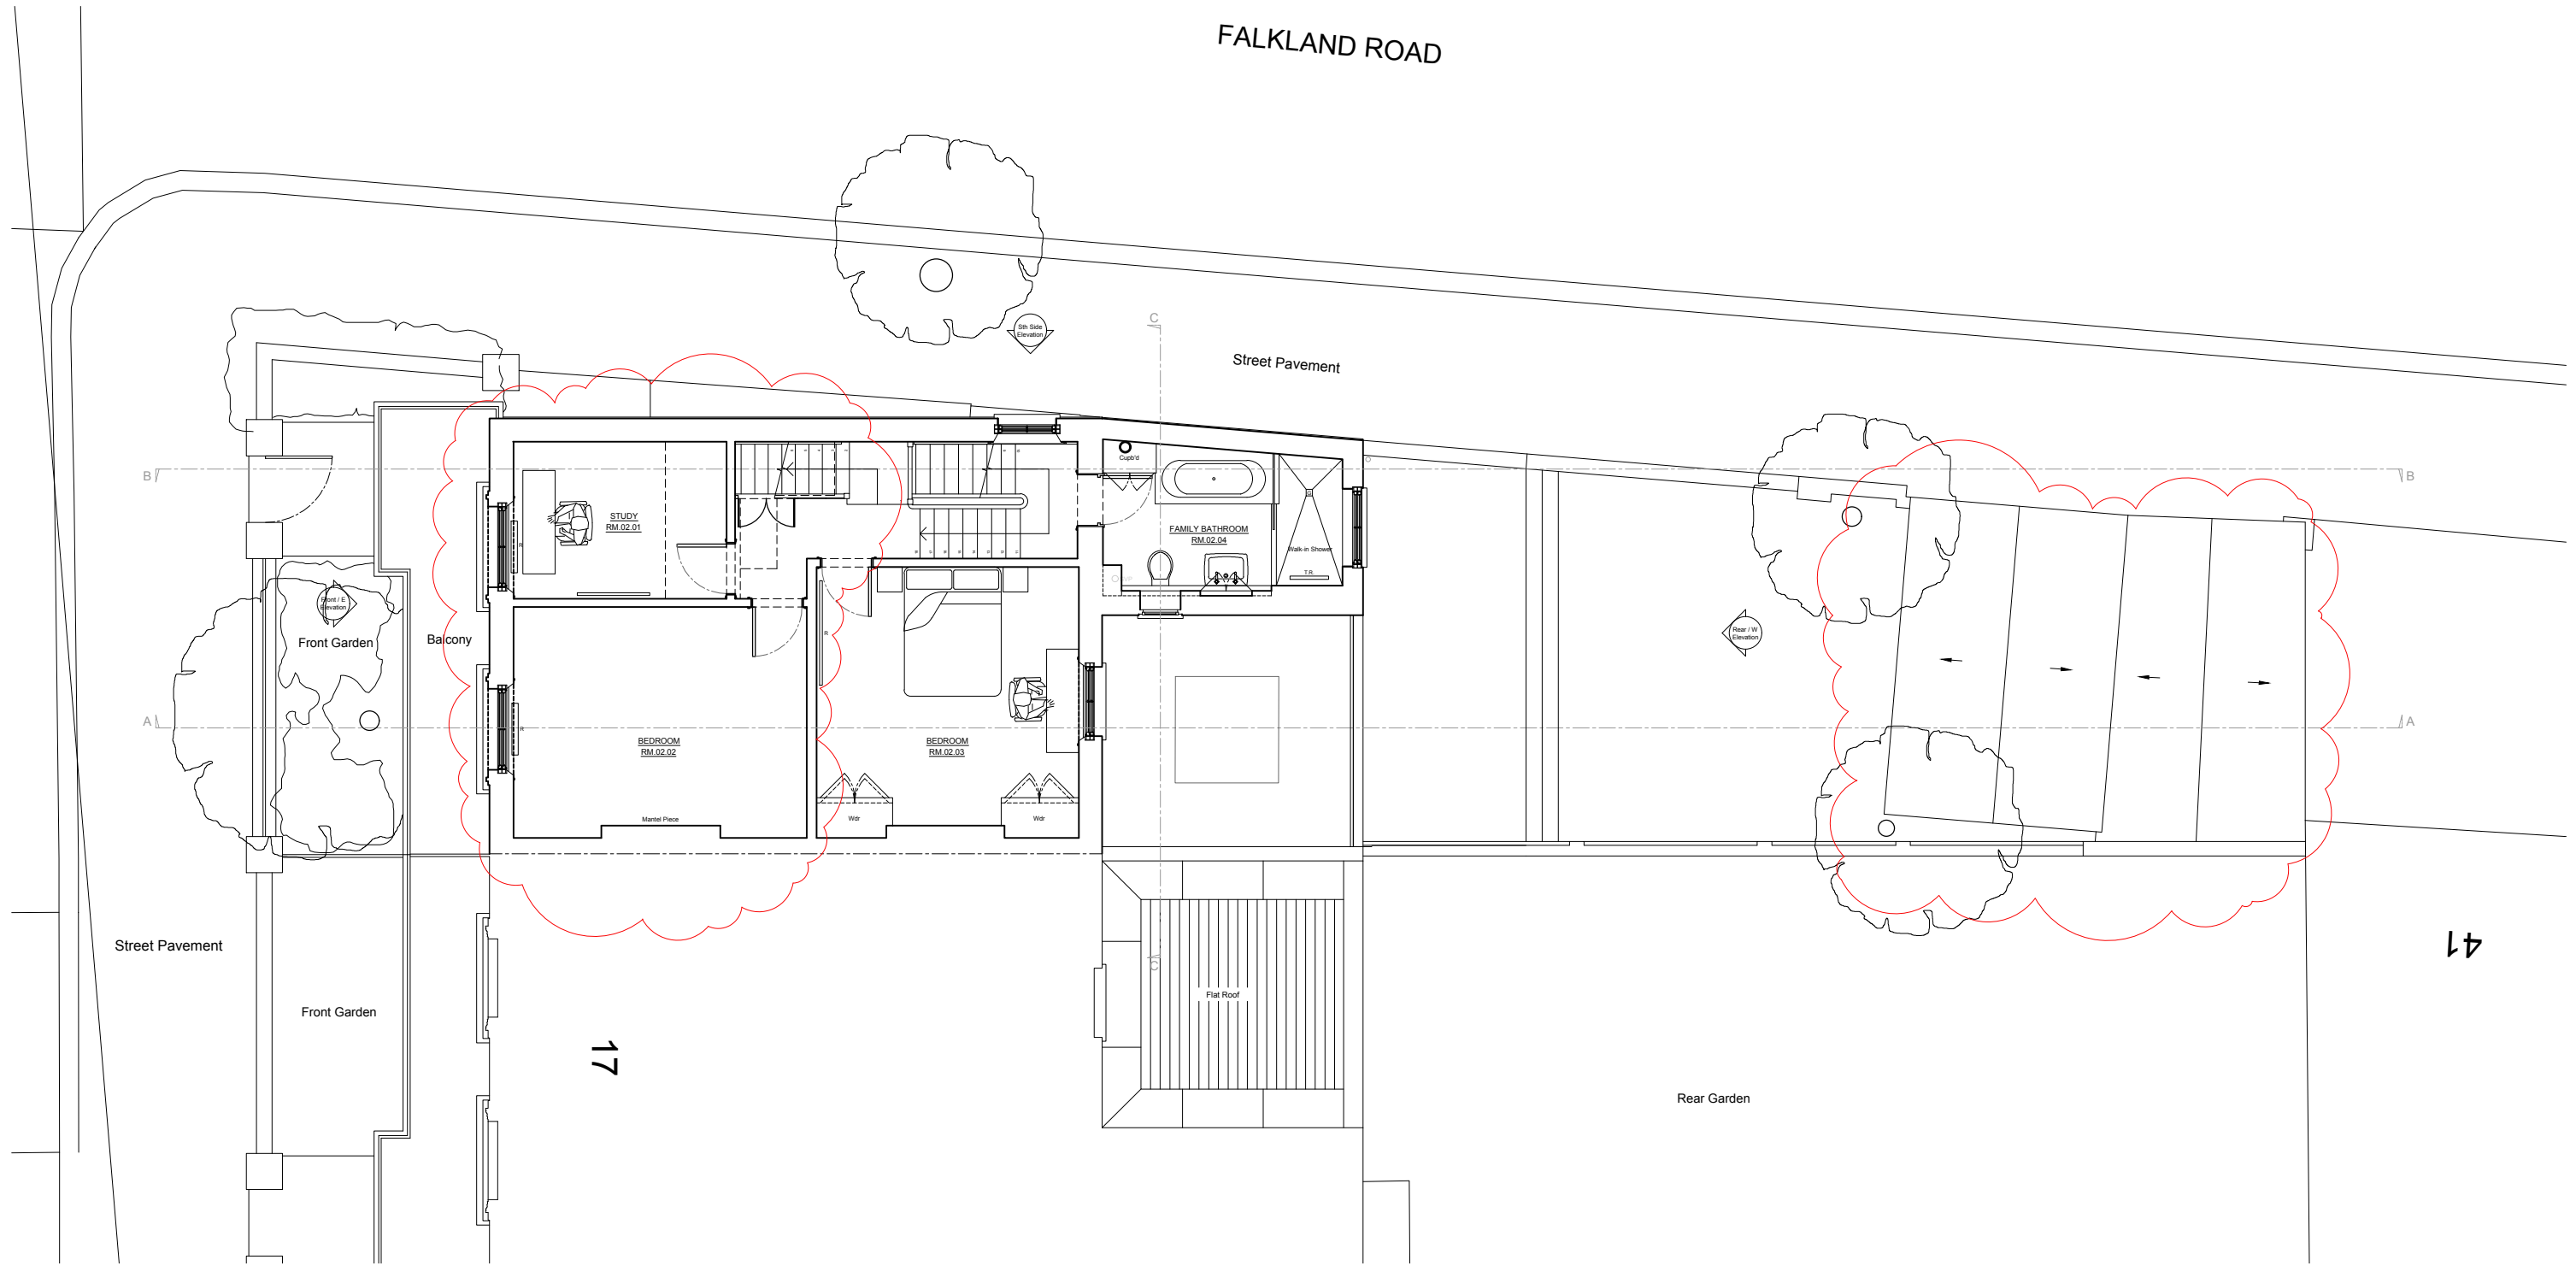 FALKLAND ROAD
Sth Side
Elevation
C
Street Pavement
B
B
Cupb'd
STUDY
RM.02.01
FAMILY BATHROOM
RM.02.04
Walk-in Shower
T.R.
R
Front / E
Elevation
Front Garden
Balcony
Rear / W
Elevation
R
A
A
R
BEDROOM
RM.02.02
BEDROOM
RM.02.03
Mantel Piece
Wdr
Wdr
Street Pavement
41
C
Flat Roof
Front Garden
17
Rear Garden